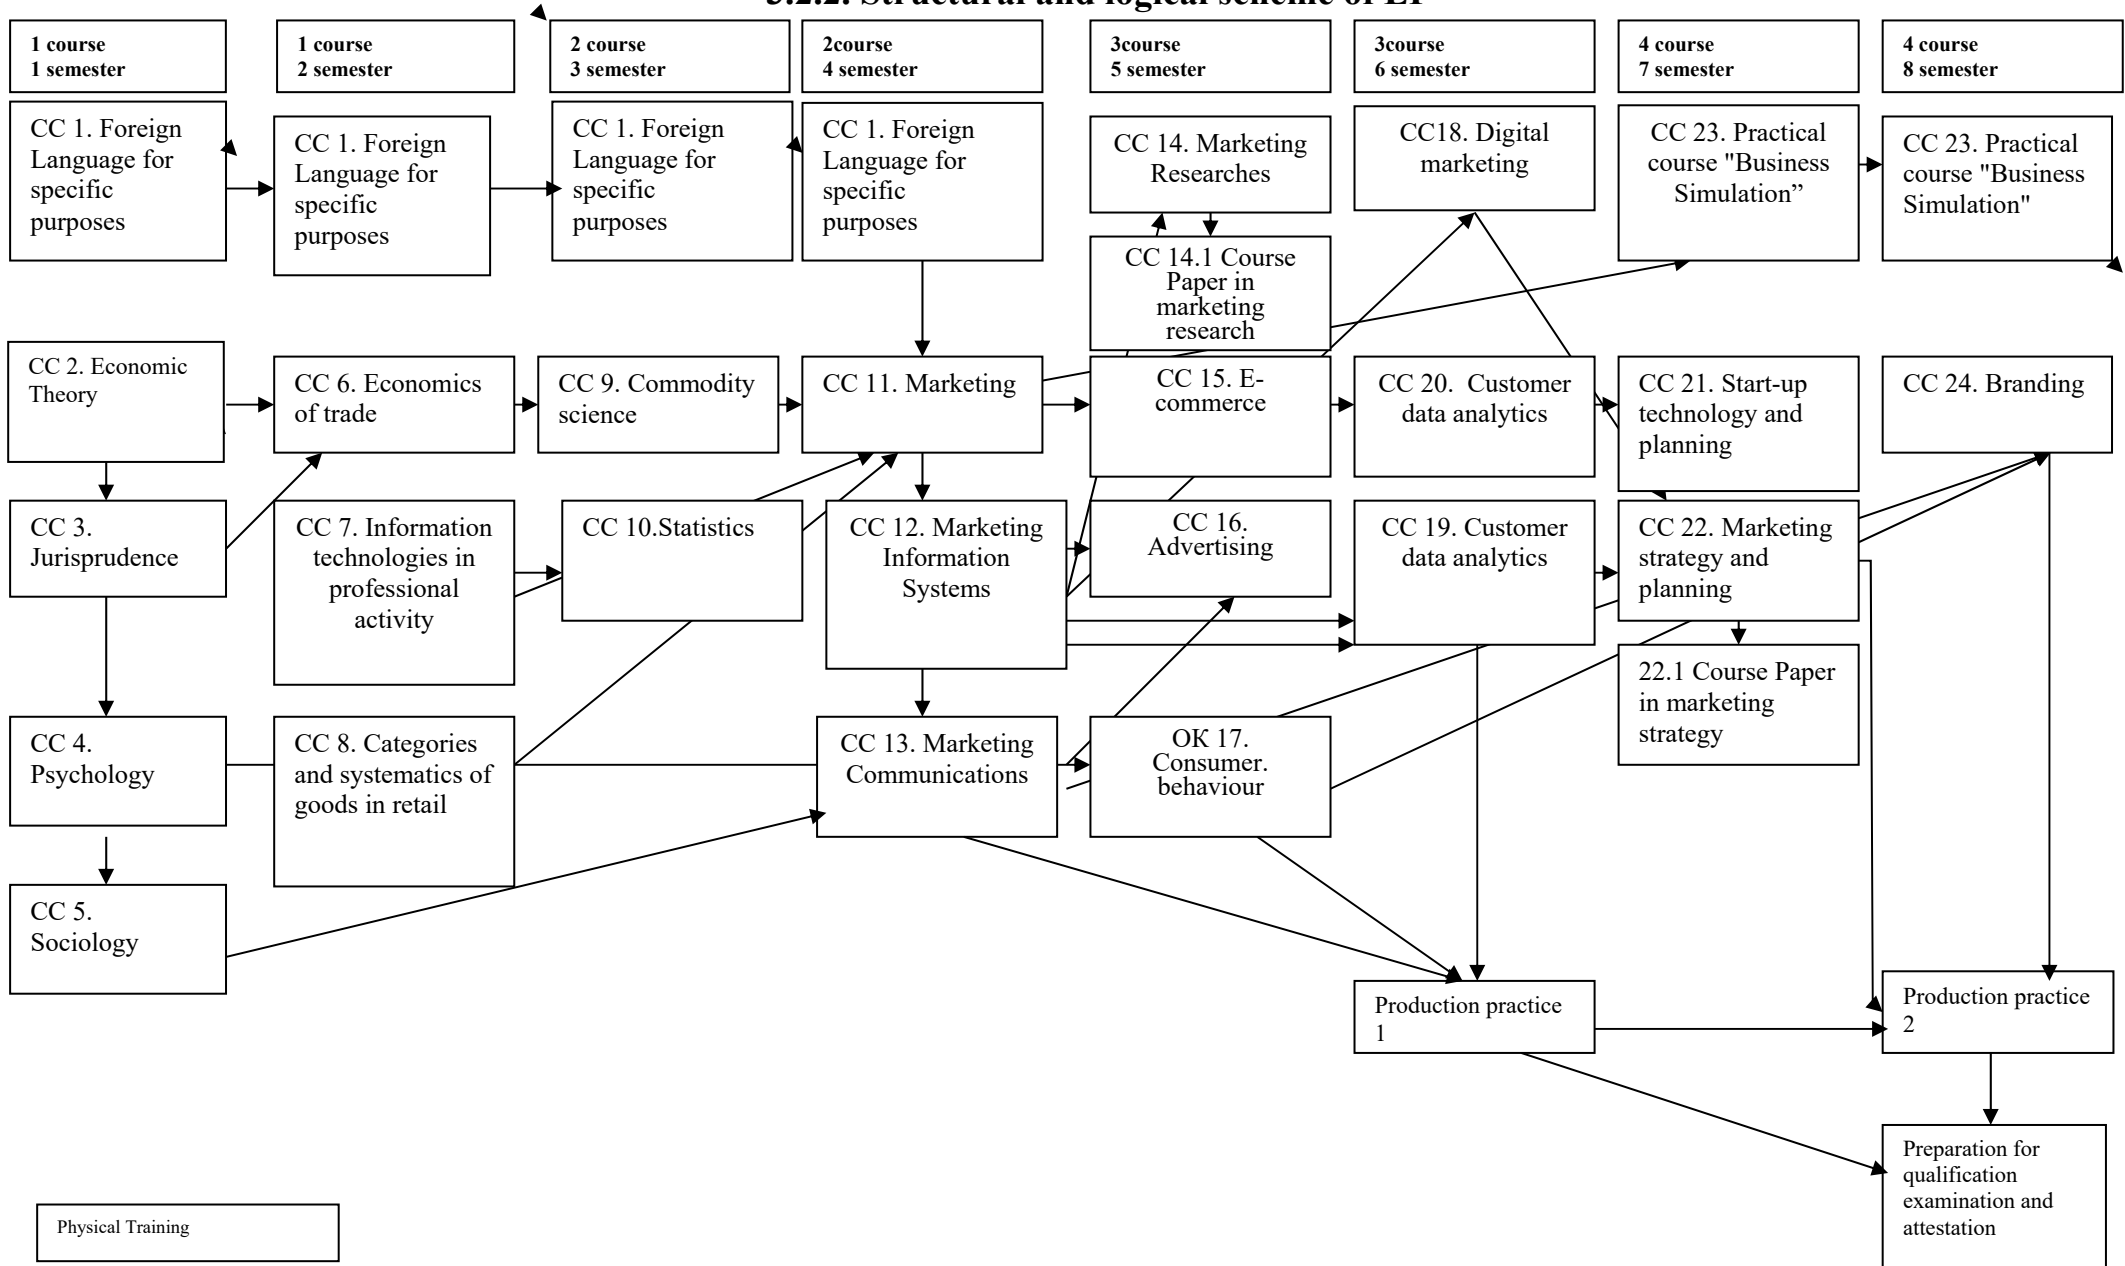 3.2.2. Structural and logical scheme of EP
1 course
1 semester
1 course
2 semester
2 course
3 semester
2course
4 semester
3course
5 semester
3course
6 semester
4 course
7 semester
4 course
8 semester
CC 1. Foreign
Language for
specific
purposes
CC 1. Foreign
Language for
specific
purposes
CC 1. Foreign
Language for
specific
purposes
CC 1. Foreign
Language for
specific
purposes
CC 14. Marketing
Researches
CC18. Digital
marketing
CC 23. Practical
course "Business
Simulation”
CC 23. Practical
course "Business
Simulation"
CC 14.1 Course
Paper in
marketing
research
CC 2. Economic
Theory
CC 6. Economics
of trade
CC 9. Commodity
science
CC 11. Marketing
CC 15. E-
commerce
CC 20.  Customer
data analytics
CC 21. Start-up
technology and
planning
CC 24. Branding
CC 3.
Jurisprudence
CC 7. Information
technologies in
professional
activity
CC 10.Statistics
CC 12. Marketing
Information
Systems
CC 16.
Advertising
CC 19. Customer
data analytics
CC 22. Marketing
strategy and
planning
22.1 Course Paper
in marketing
strategy
CC 4.
Psychology
CC 8. Categories
and systematics of
goods in retail
CC 13. Marketing
Communications
OK 17.
Consumer.
behaviour
CC 5.
Sociology
Production practice
1
Production practice
2
Preparation for
qualification
examination and
attestation
Physical Training